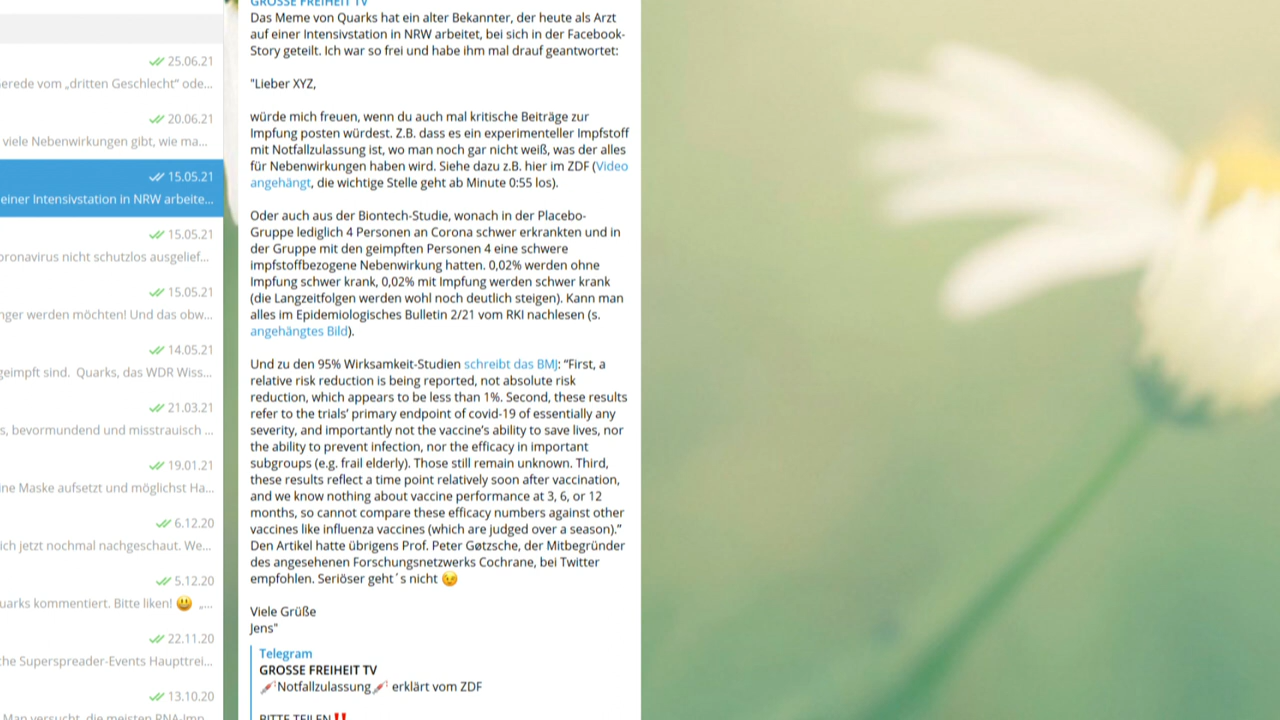 25.06.21
erede vom „dritten Geschlecht“ ode...
20.06.21
viele Nebenwirkungen gibt, wie ma...
15.05.21
einer Intensivstation in NRW arbeite...
15.05.21
oronavirus nicht schutzlos ausgelief...
15.05.21
nger werden möchten! Und das obw...
14.05.21
geimpft sind. Quarks, das WDR Wiss...
21.03.21
s, bevormundend und misstrauisch ...
19.01.21
ine Maske aufsetzt und möglichst Ha...
6.12.20
ich jetzt nochmal nachgeschaut. We...
5.12.20
uarks kommentiert. Bitte liken! 😃 „...
22.11.20
che Superspreader-Events Haupttrei...
13.10.20
Man versucht, die meisten RNA-Imp...
GROSSE FREIHEIT TV
Das Meme von Quarks hat ein alter Bekannter, der heute als Arzt
auf einer Intensivstation in NRW arbeitet, bei sich in der Facebook-
Story geteilt. Ich war so frei und habe ihm mal drauf geantwortet:
"Lieber XYZ,
würde mich freuen, wenn du auch mal kritische Beiträge zur
Impfung posten würdest. Z.B. dass es ein experimenteller Impfstoff
mit Notfallzulassung ist, wo man noch gar nicht weiß, was der alles
für Nebenwirkungen haben wird. Siehe dazu z.B. hier im ZDF (Video
angehängt, die wichtige Stelle geht ab Minute 0:55 los).
Oder auch aus der Biontech-Studie, wonach in der Placebo-
Gruppe lediglich 4 Personen an Corona schwer erkrankten und in
der Gruppe mit den geimpften Personen 4 eine schwere
impfstoffbezogene Nebenwirkung hatten. 0,02% werden ohne
Impfung schwer krank, 0,02% mit Impfung werden schwer krank
(die Langzeitfolgen werden wohl noch deutlich steigen). Kann man
alles im Epidemiologisches Bulletin 2/21 vom RKI nachlesen (s.
angehängtes Bild).
Und zu den 95% Wirksamkeit-Studien schreibt das BMJ: “First, a
relative risk reduction is being reported, not absolute risk
reduction, which appears to be less than 1%. Second, these results
refer to the trials’ primary endpoint of covid-19 of essentially any
severity, and importantly not the vaccine’s ability to save lives, nor
the ability to prevent infection, nor the efficacy in important
subgroups (e.g. frail elderly). Those still remain unknown. Third,
these results reflect a time point relatively soon after vaccination,
and we know nothing about vaccine performance at 3, 6, or 12
months, so cannot compare these efficacy numbers against other
vaccines like influenza vaccines (which are judged over a season).”
Den Artikel hatte übrigens Prof. Peter Gøtzsche, der Mitbegründer
des angesehenen Forschungsnetzwerks Cochrane, bei Twitter
empfohlen. Seriöser geht´s nicht 😉
Viele Grüße
Jens"
Telegram
GROSSE FREIHEIT TV
💉Notfallzulassung💉 erklärt vom ZDF
BITTE TEILEN‼️